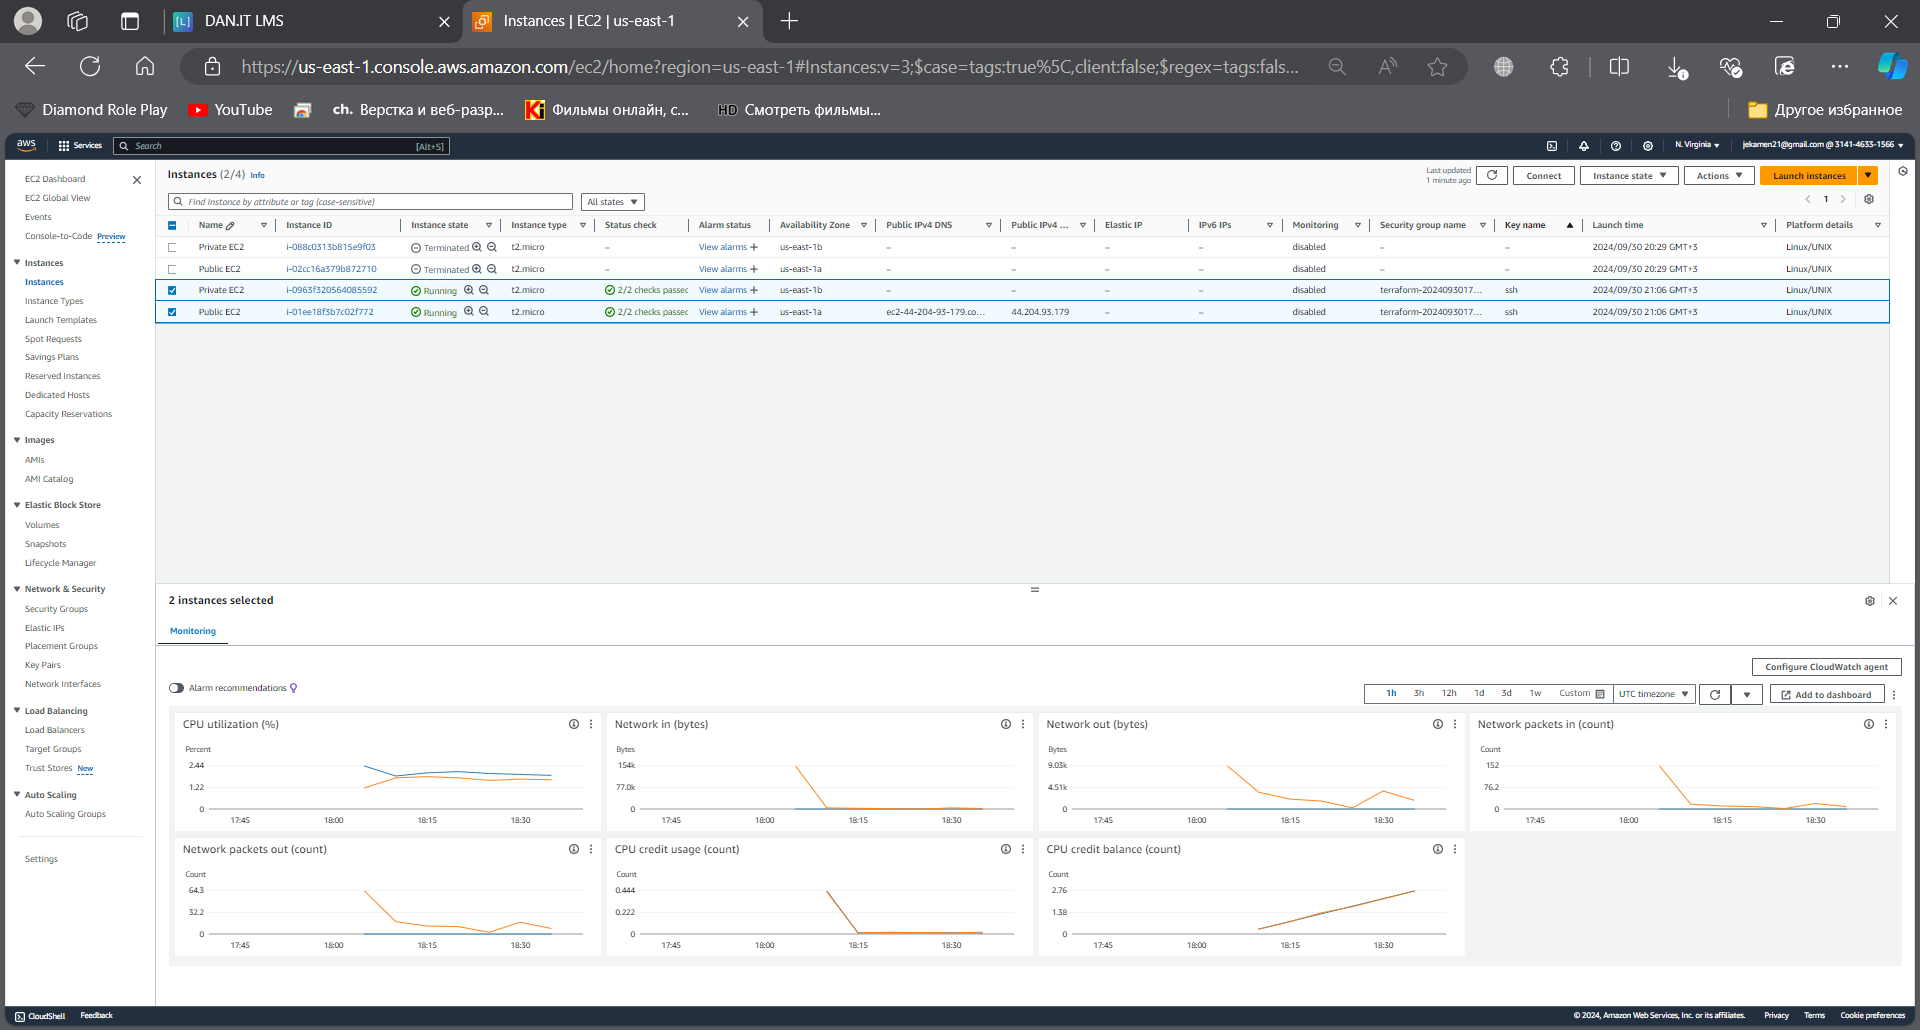 DAN.IT LMS
Instances | EC2 | us-east-1
https://us-east-1.console.aws.amazon.com/ec2/home?region=us-east-1#Instances:v=3;$case=tags:true%5C,client:false;$regex=tags:fals...
Diamond Role Play YouTube ch. Верстка и веб-разр... Фильмы онлайн, с... HD Смотреть фильмы... Другое избранное
aws Services Search [Alt+S] N. Virginia jekamen21@gmail.com @ 3141-4633-1566
EC2 Dashboard
EC2 Global View
Events
Console-to-Code Preview
Instances
Instances
Instance Types
Launch Templates
Spot Requests
Savings Plans
Reserved Instances
Dedicated Hosts
Capacity Reservations
Images
AMIs
AMI Catalog
Elastic Block Store
Volumes
Snapshots
Lifecycle Manager
Network & Security
Security Groups
Elastic IPs
Placement Groups
Key Pairs
Network Interfaces
Load Balancing
Load Balancers
Target Groups
Trust Stores New
Auto Scaling
Auto Scaling Groups
Settings
Instances (2/4) Info
Last updated
1 minute ago
Connect Instance state Actions Launch instances
Find Instance by attribute or tag (case-sensitive) All states
1
Name Instance ID Instance state Instance type Status check Alarm status Availability Zone Public IPv4 DNS Public IPv4 ... Elastic IP IPv6 IPs Monitoring Security group name Key name Launch time Platform details
Private EC2 i-088c0313b815e9f03 Terminated t2.micro – View alarms + us-east-1b – – – – disabled – – 2024/09/30 20:29 GMT+3 Linux/UNIX
Public EC2 i-02cc16a379b872710 Terminated t2.micro – View alarms + us-east-1a – – – – disabled – – 2024/09/30 20:29 GMT+3 Linux/UNIX
Private EC2 i-0963f320564085592 Running t2.micro 2/2 checks passec View alarms + us-east-1b – – – – disabled terraform-2024093017... ssh 2024/09/30 21:06 GMT+3 Linux/UNIX
Public EC2 i-01ee18f3b7c02f772 Running t2.micro 2/2 checks passec View alarms + us-east-1a ec2-44-204-93-179.co... 44.204.93.179 – – disabled terraform-2024093017... ssh 2024/09/30 21:06 GMT+3 Linux/UNIX
2 instances selected
Monitoring
Configure CloudWatch agent
Alarm recommendations
1h 3h 12h 1d 3d 1w Custom UTC timezone Add to dashboard
CPU utilization (%)
Percent
2.44
1.22
0
17:45 18:00 18:15 18:30
Network in (bytes)
Bytes
154k
77.0k
0
17:45 18:00 18:15 18:30
Network out (bytes)
Bytes
9.03k
4.51k
0
17:45 18:00 18:15 18:30
Network packets in (count)
Count
152
76.2
0
17:45 18:00 18:15 18:30
Network packets out (count)
Count
64.3
32.2
0
17:45 18:00 18:15 18:30
CPU credit usage (count)
Count
0.444
0.222
0
17:45 18:00 18:15 18:30
CPU credit balance (count)
Count
2.76
1.38
0
17:45 18:00 18:15 18:30
CloudShell Feedback © 2024, Amazon Web Services, Inc. or its affiliates. Privacy Terms Cookie preferences